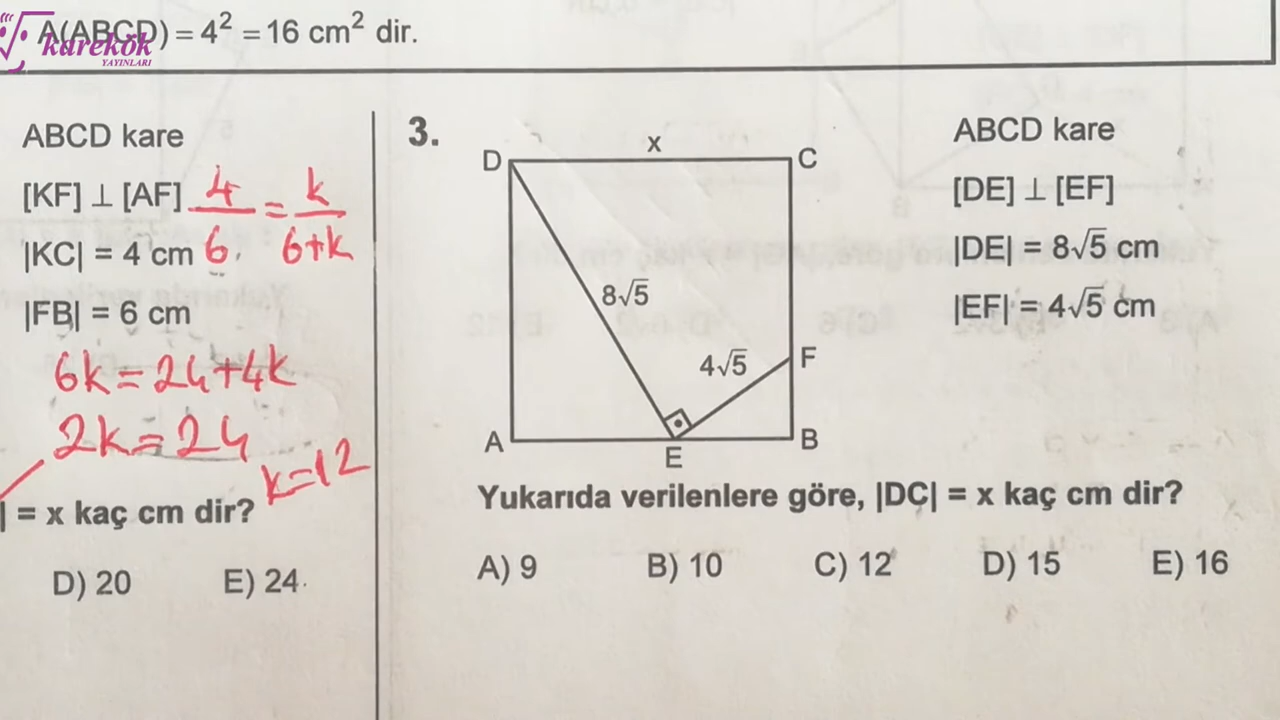 A(ABCD) = 4² = 16 cm² dir.
karekök
YAYINLARI
ABCD kare
[KF] ⊥ [AF]
|KC| = 4 cm
|FB| = 6 cm
4/6 = k/6+k
6k = 24+4k
2k = 24
k = 12
| = x kaç cm dir?
D) 20 E) 24
3.
D x C
8√5
4√5 F
A E B
ABCD kare
[DE] ⊥ [EF]
|DE| = 8√5 cm
|EF| = 4√5 cm
Yukarıda verilenlere göre, |DC| = x kaç cm dir?
A) 9 B) 10 C) 12 D) 15 E) 16